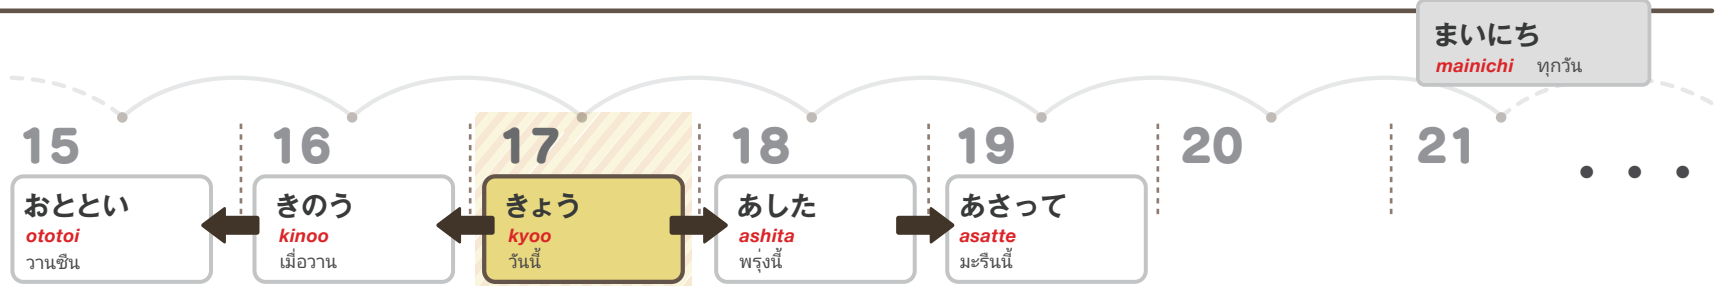 まいにち
mainichi ทุกวัน
15
16
17
18
19
20
21
おととい
ototoi
วานซืน
きのう
kinoo
เมื่อวาน
きょう
kyoo
วันนี้
あした
ashita
พรุ่งนี้
あさって
asatte
มะรืนนี้